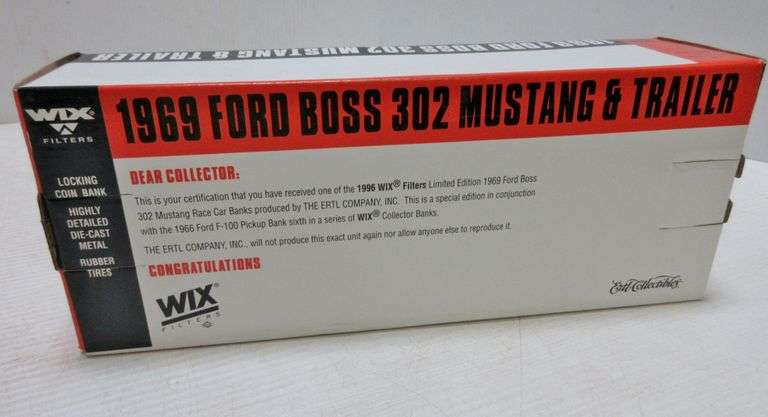 1969 FORD BOSS 302 MUSTANG & TRAILER
WIX®
FILTERS
1969 FORD BOSS 302 MUSTANG & TRAILER
LOCKING
COIN BANK
HIGHLY
DETAILED
DIE-CAST
METAL
RUBBER
TIRES
DEAR COLLECTOR:
This is your certification that you have received one of the 1996 WIX® Filters Limited Edition 1969 Ford Boss
302 Mustang Race Car Banks produced by THE ERTL COMPANY, INC. This is a special edition in conjunction
with the 1966 Ford F-100 Pickup Bank sixth in a series of WIX® Collector Banks.
THE ERTL COMPANY, INC., will not produce this exact unit again nor allow anyone else to reproduce it.
CONGRATULATIONS
WIX
FILTERS
Ertl Collectibles